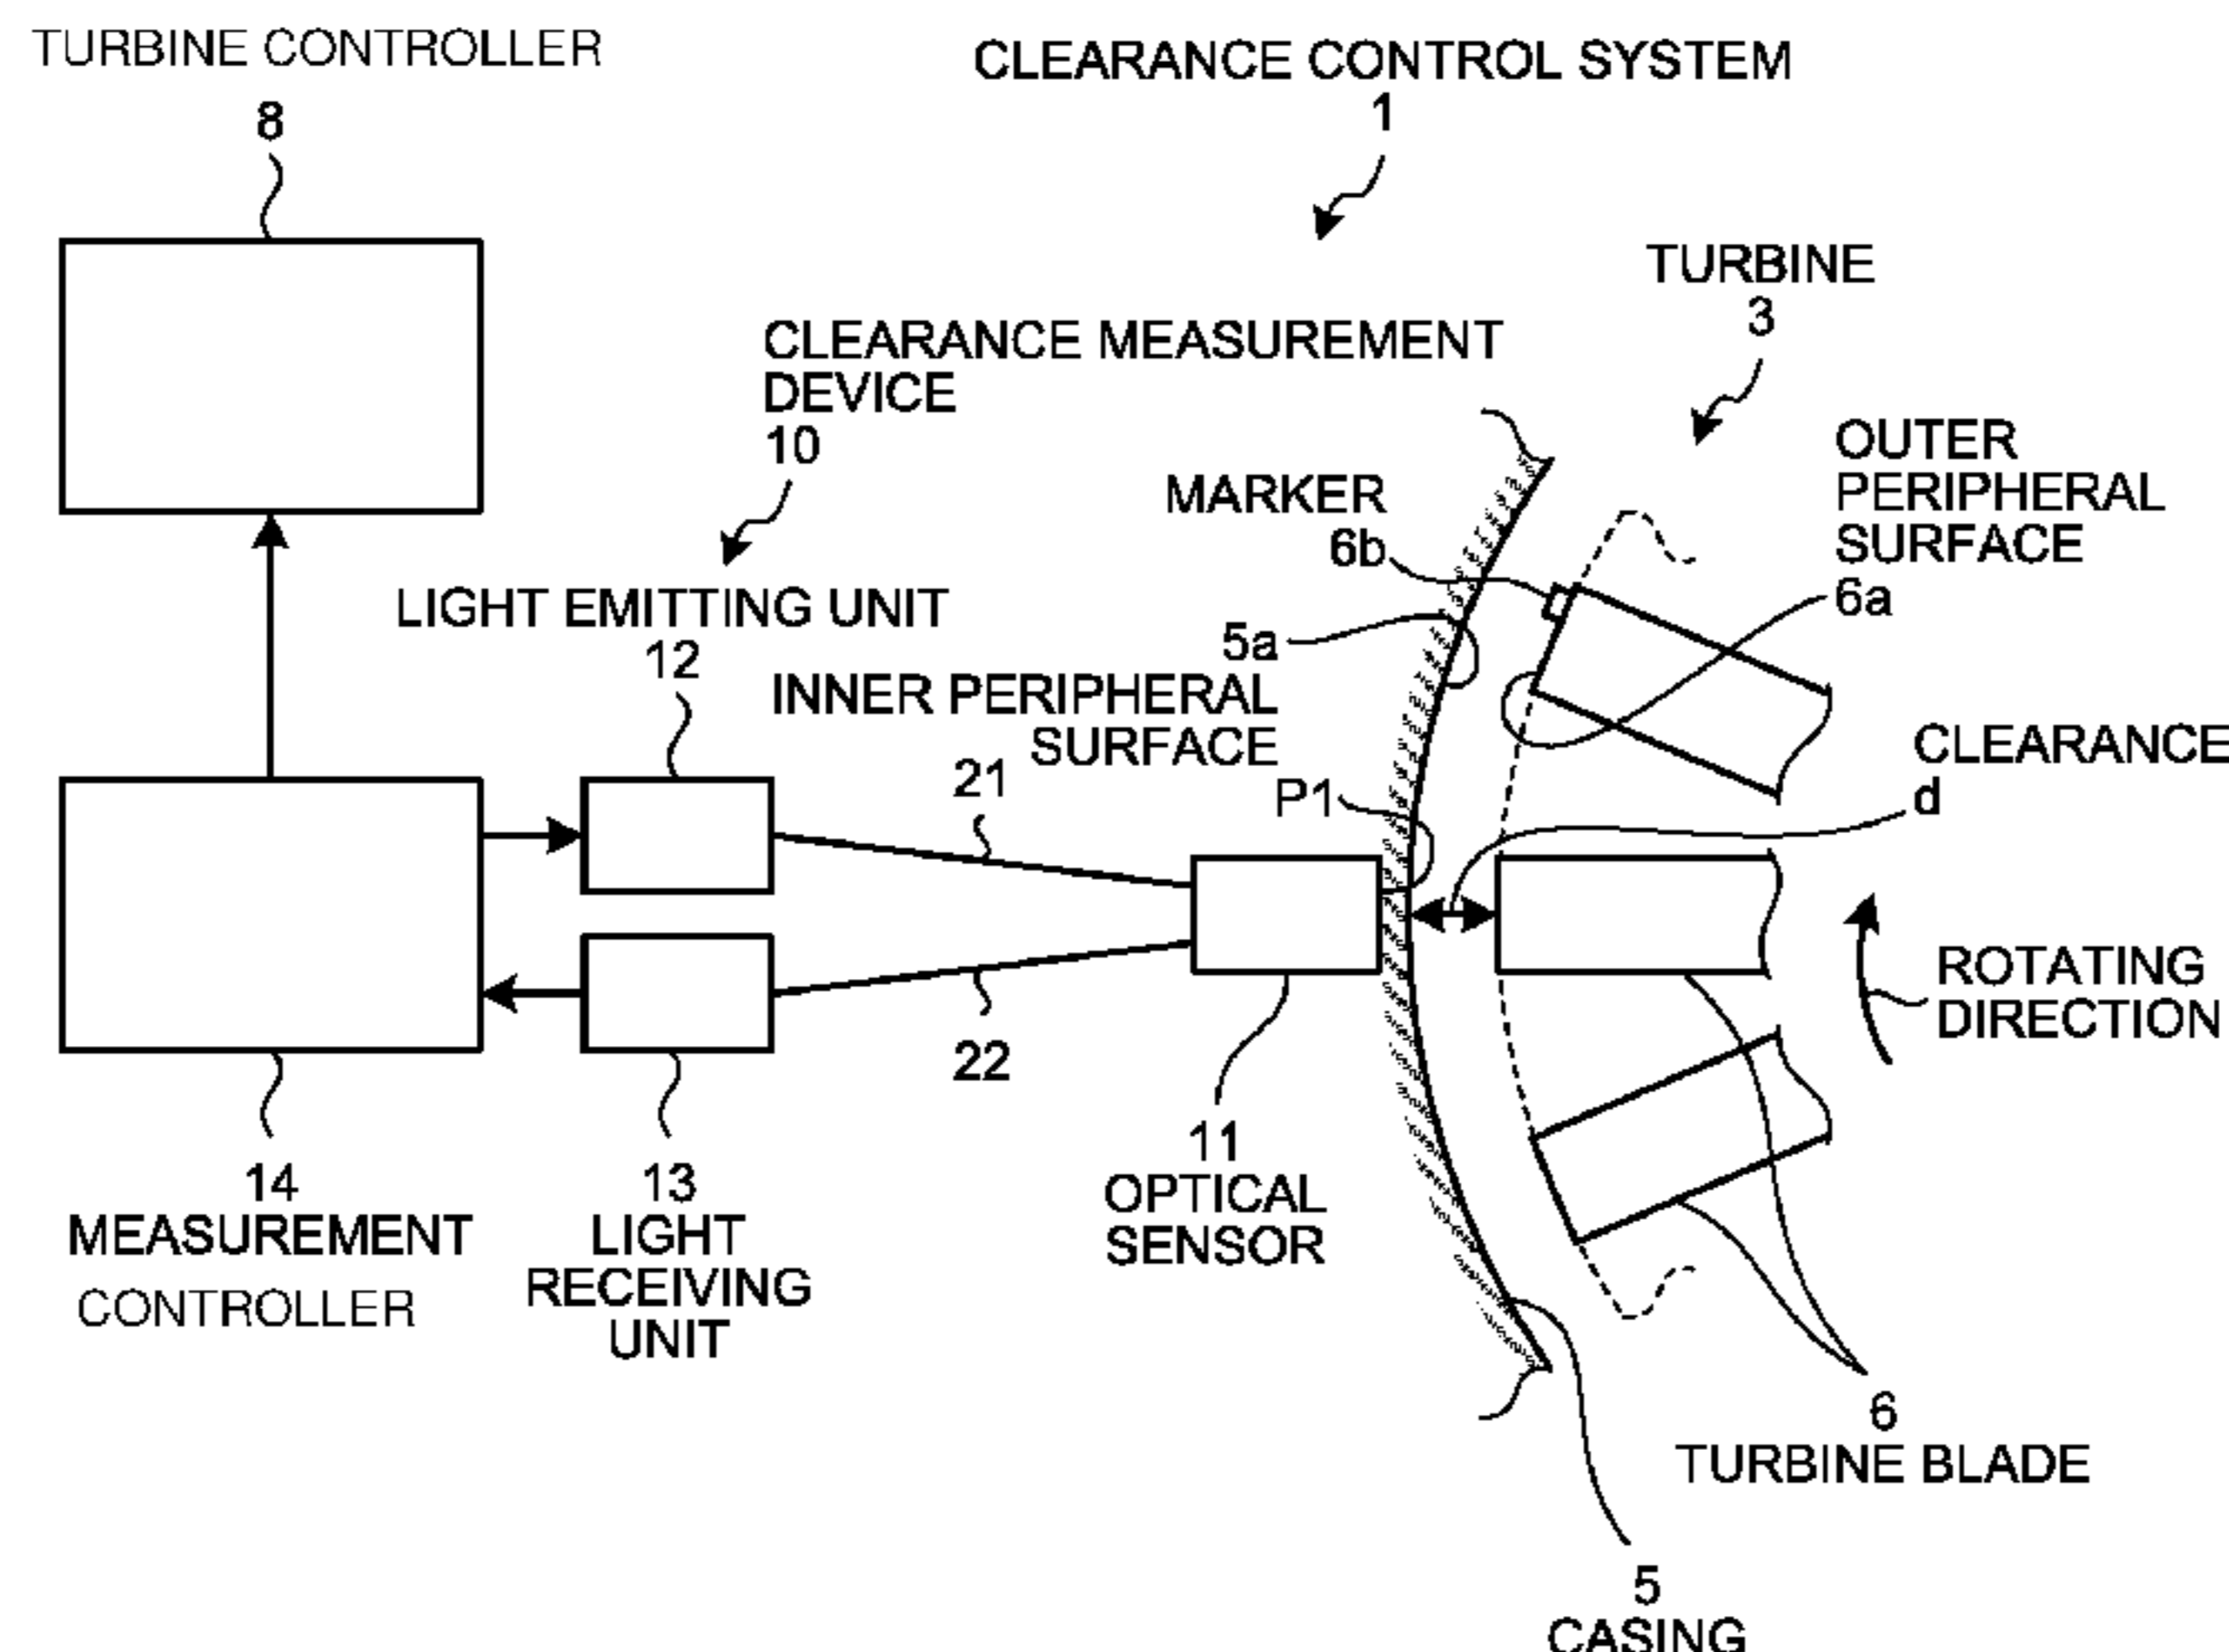 TURBINE CONTROLLER
8
CLEARANCE CONTROL SYSTEM
1
TURBINE
3
CLEARANCE MEASUREMENT
DEVICE
10
OUTER
PERIPHERAL
SURFACE
6a
MARKER
6b
LIGHT EMITTING UNIT
12
5a
INNER PERIPHERAL
SURFACE
21
P1
CLEARANCE
d
ROTATING
DIRECTION
22
11
OPTICAL
SENSOR
14
MEASUREMENT
CONTROLLER
13
LIGHT
RECEIVING
UNIT
6
TURBINE BLADE
5
CASING